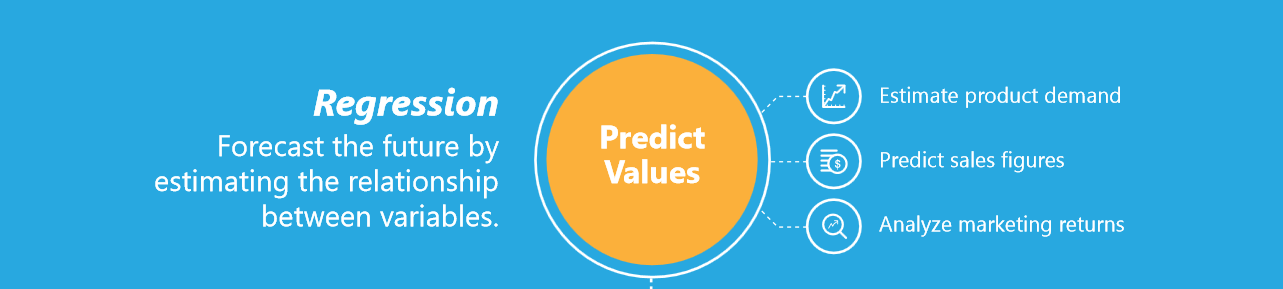 Regression
Forecast the future by
estimating the relationship
between variables.
Predict
Values
Estimate product demand
$
Predict sales figures
Analyze marketing returns